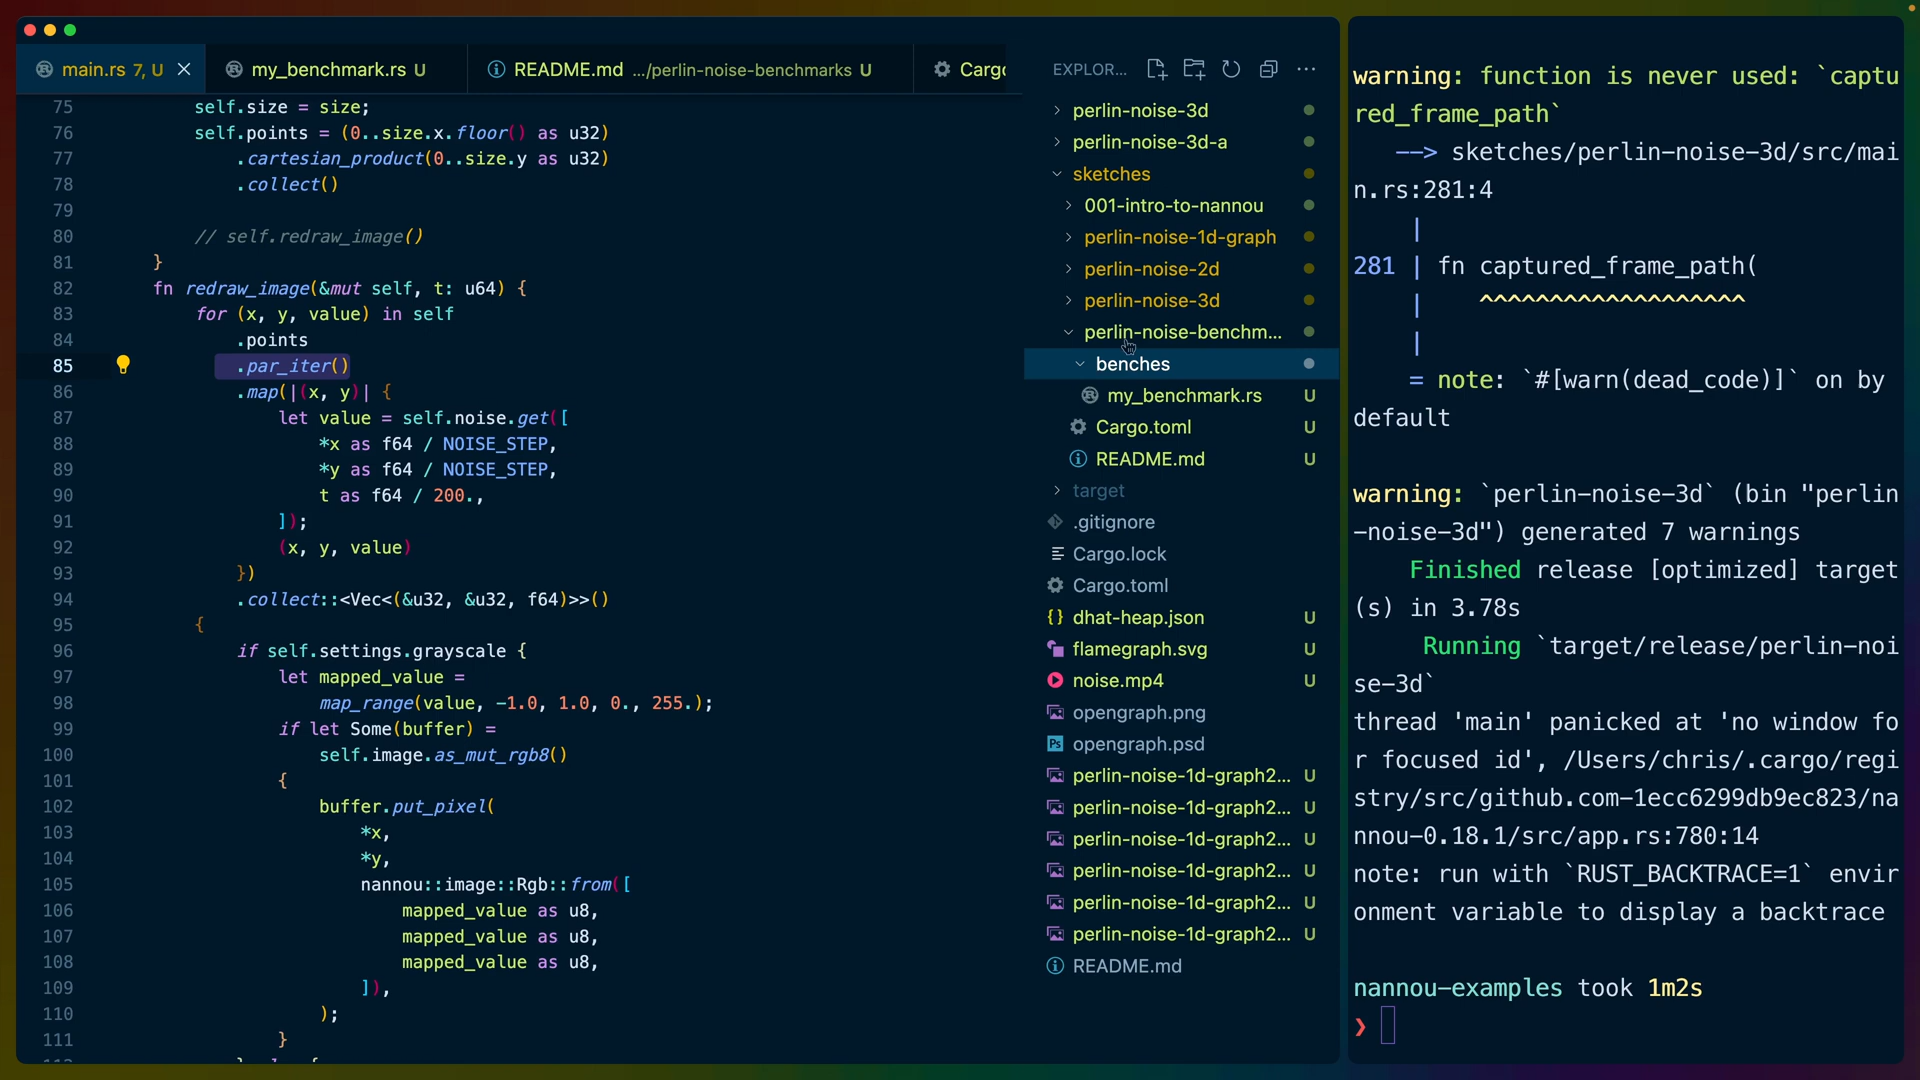 main.rs 7, U
my_benchmark.rs U
README.md .../perlin-noise-benchmarks U
Cargo
75 self.size = size;
76 self.points = (0..size.x.floor() as u32)
77 .cartesian_product(0..size.y as u32)
78 .collect()
79
80 // self.redraw_image()
81 }
82 fn redraw_image(&mut self, t: u64) {
83 for (x, y, value) in self
84 .points
85 .par_iter()
86 .map(|(x, y)| {
87 let value = self.noise.get([
88 *x as f64 / NOISE_STEP,
89 *y as f64 / NOISE_STEP,
90 t as f64 / 200.,
91 ]);
92 (x, y, value)
93 })
94 .collect::<Vec<(&u32, &u32, f64)>>()
95 {
96 if self.settings.grayscale {
97 let mapped_value =
98 map_range(value, -1.0, 1.0, 0., 255.);
99 if let Some(buffer) =
100 self.image.as_mut_rgb8()
101 {
102 buffer.put_pixel(
103 *x,
104 *y,
105 nannou::image::Rgb::from([
106 mapped_value as u8,
107 mapped_value as u8,
108 mapped_value as u8,
109 ]),
110 );
111 }
EXPLOR...
perlin-noise-3d
perlin-noise-3d-a
sketches
001-intro-to-nannou
perlin-noise-1d-graph
perlin-noise-2d
perlin-noise-3d
perlin-noise-benchm...
benches
my_benchmark.rs U
Cargo.toml U
README.md U
target
.gitignore
Cargo.lock
Cargo.toml
dhat-heap.json U
flamegraph.svg U
noise.mp4 U
opengraph.png
opengraph.psd
perlin-noise-1d-graph2... U
perlin-noise-1d-graph2... U
perlin-noise-1d-graph2... U
perlin-noise-1d-graph2... U
perlin-noise-1d-graph2... U
perlin-noise-1d-graph2... U
README.md
warning: function is never used: `captu
red_frame_path`
--> sketches/perlin-noise-3d/src/mai
n.rs:281:4
|
281 | fn captured_frame_path(
| ^^^^^^^^^^^^^^^^^^^
|
= note: `#[warn(dead_code)]` on by
default
warning: `perlin-noise-3d` (bin "perlin
-noise-3d") generated 7 warnings
Finished release [optimized] target
(s) in 3.78s
Running `target/release/perlin-noi
se-3d`
thread 'main' panicked at 'no window fo
r focused id', /Users/chris/.cargo/regi
stry/src/github.com-1ecc6299db9ec823/na
nnou-0.18.1/src/app.rs:780:14
note: run with `RUST_BACKTRACE=1` envir
onment variable to display a backtrace
nannou-examples took 1m2s
❯